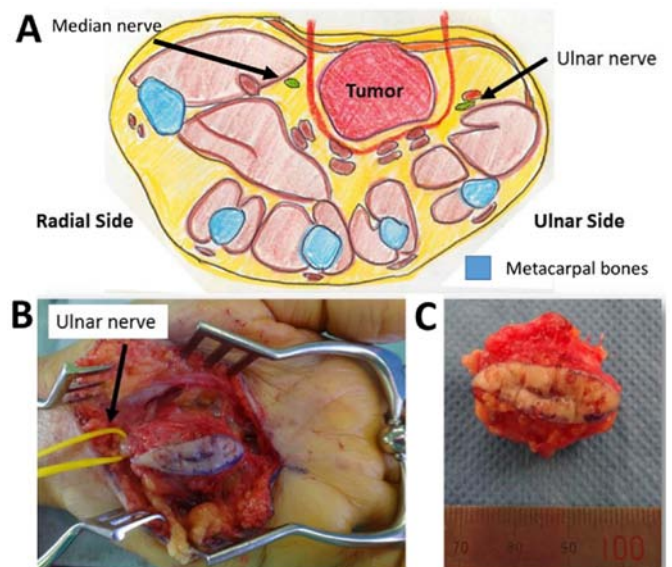 A
Median nerve
Ulnar nerve
Tumor
Radial Side
Ulnar Side
Metacarpal bones
B
Ulnar nerve
C
70 80 90 100